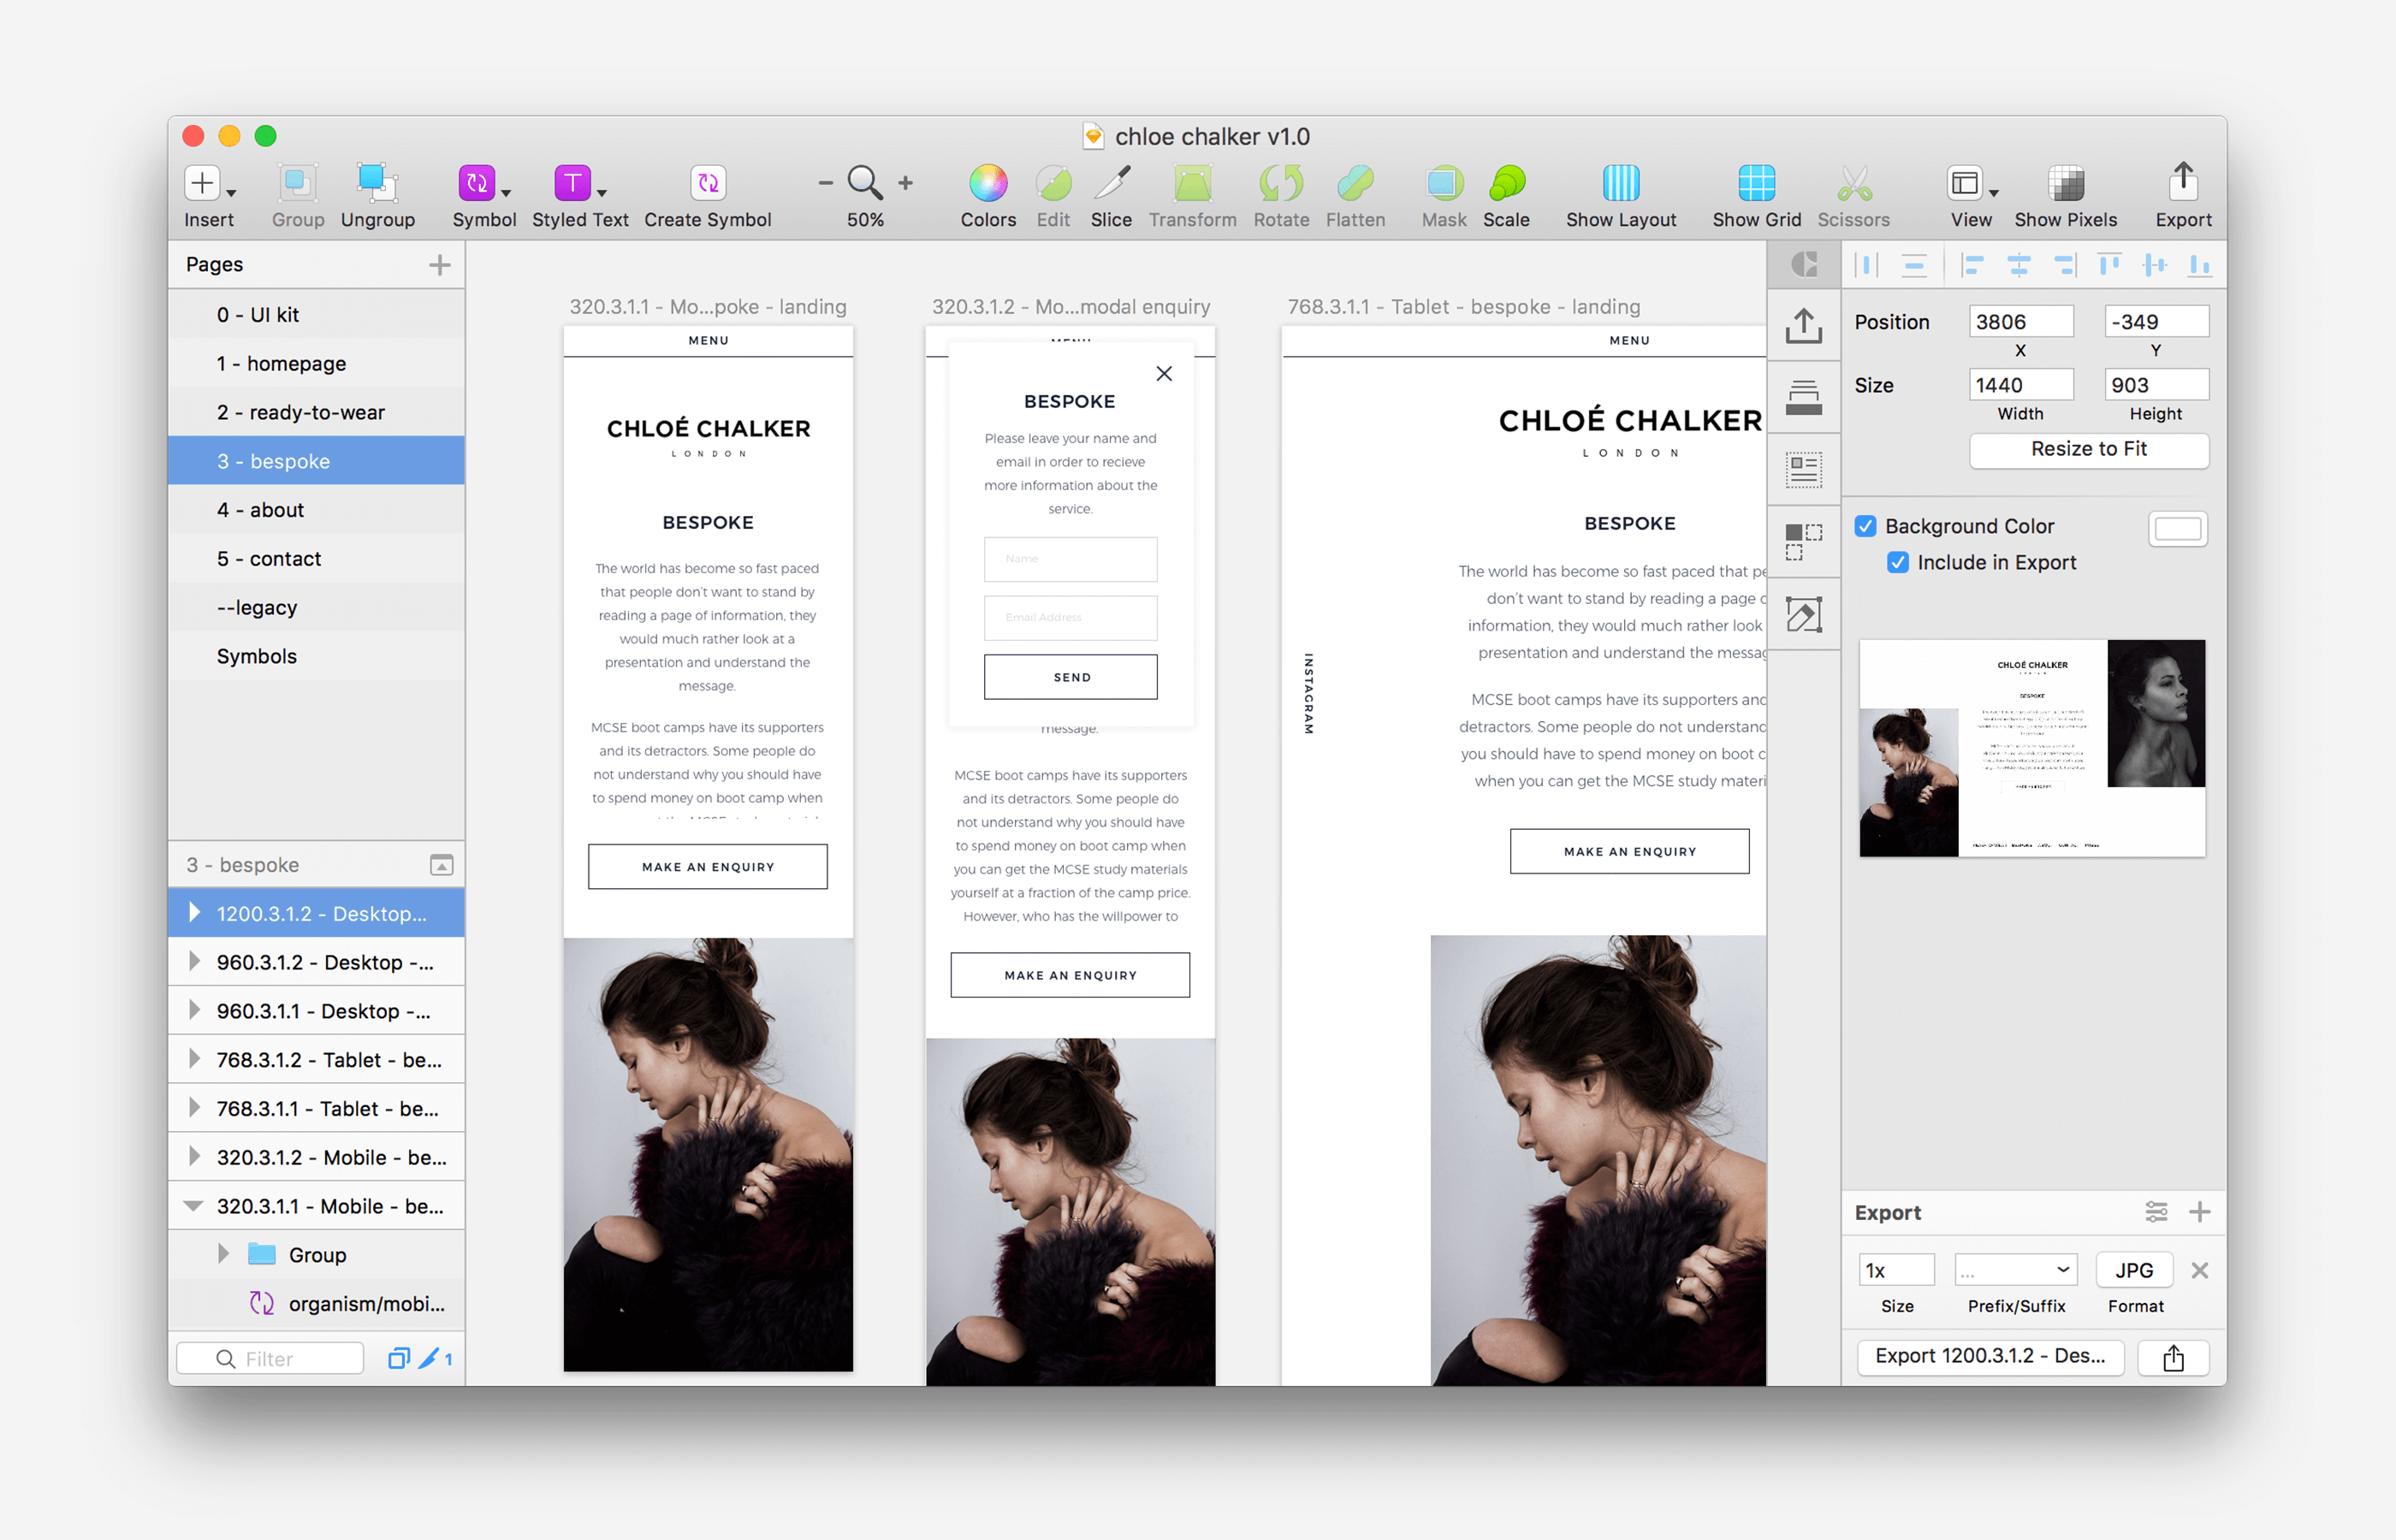 chloe chalker v1.0
Insert
Group
Ungroup
Symbol
Styled Text
Create Symbol
50%
Colors
Edit
Slice
Transform
Rotate
Flatten
Mask
Scale
Show Layout
Show Grid
Scissors
View
Show Pixels
Export
Pages
0 - UI kit
1 - homepage
2 - ready-to-wear
3 - bespoke
4 - about
5 - contact
--legacy
Symbols
3 - bespoke
1200.3.1.2 - Desktop...
960.3.1.2 - Desktop -...
960.3.1.1 - Desktop -...
768.3.1.2 - Tablet - be...
768.3.1.1 - Tablet - be...
320.3.1.2 - Mobile - be...
320.3.1.1 - Mobile - be...
Group
organism/mobi...
Filter
1
320.3.1.1 - Mo...poke - landing
MENU
CHLOÉ CHALKER
LONDON
BESPOKE
The world has become so fast paced
that people don't want to stand by
reading a page of information, they
would much rather look at a
presentation and understand the
message.
MCSE boot camps have its supporters
and its detractors. Some people do
not understand why you should have
to spend money on boot camp when
MAKE AN ENQUIRY
320.3.1.2 - Mo...modal enquiry
BESPOKE
Please leave your name and
email in order to recieve
more information about the
service.
Name
Email Address
SEND
message.
MCSE boot camps have its supporters
and its detractors. Some people do
not understand why you should have
to spend money on boot camp when
you can get the MCSE study materials
yourself at a fraction of the camp price.
However, who has the willpower to
MAKE AN ENQUIRY
768.3.1.1 - Tablet - bespoke - landing
MENU
CHLOÉ CHALKER
LONDON
BESPOKE
The world has become so fast paced that pe
don't want to stand by reading a page o
information, they would much rather look
presentation and understand the messag
MCSE boot camps have its supporters and
detractors. Some people do not understand
you should have to spend money on boot c
when you can get the MCSE study materi
INSTAGRAM
MAKE AN ENQUIRY
Position
3806
-349
X
Y
Size
1440
903
Width
Height
Resize to Fit
Background Color
Include in Export
CHLOÉ CHALKER
BESPOKE
Export
1x
...
JPG
Size
Prefix/Suffix
Format
Export 1200.3.1.2 - Des...